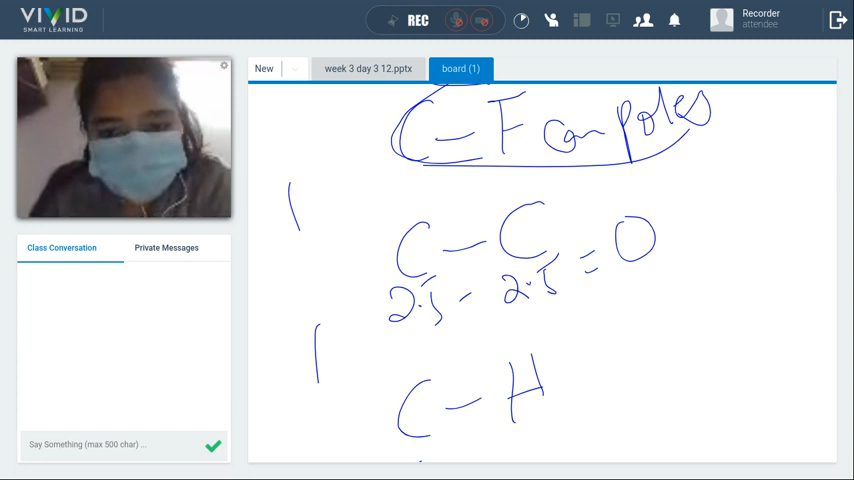 VIVID
SMART LEARNING
REC
Recorder
attendee
New
week 3 day 3 12.pptx
board (1)
C-F
C-C
2.5 - 2.5 = 0
C-H
Class Conversation
Private Messages
Say Something (max 500 char) ...